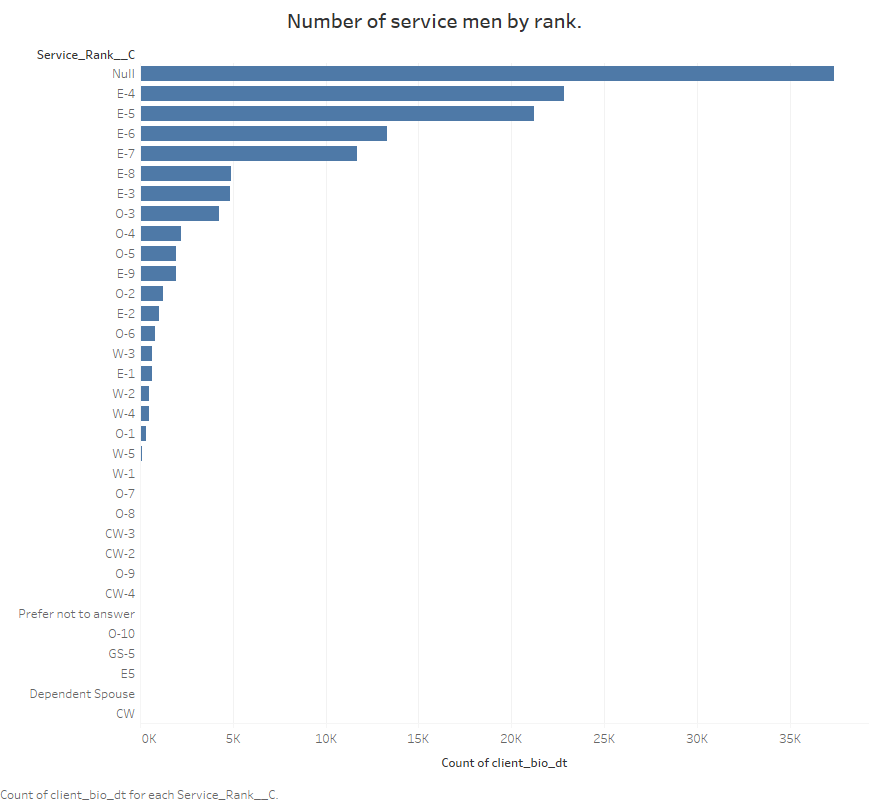 Number of service men by rank.
Service_Rank__C
Null
E-4
E-5
E-6
E-7
E-8
E-3
O-3
O-4
O-5
E-9
O-2
E-2
O-6
W-3
E-1
W-2
W-4
O-1
W-5
W-1
O-7
O-8
CW-3
CW-2
O-9
CW-4
Prefer not to answer
O-10
GS-5
E5
Dependent Spouse
CW
0K 5K 10K 15K 20K 25K 30K 35K
Count of client_bio_dt
Count of client_bio_dt for each Service_Rank__C.